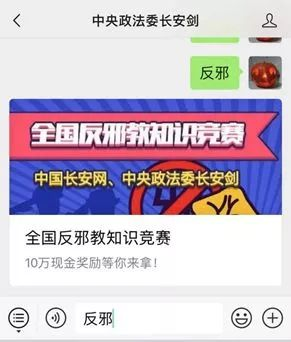 中央政法委长安剑
反邪
全国反邪教知识竞赛
中国长安网、中央政法委长安剑
全国反邪教知识竞赛
10万现金奖励等你来拿！
反邪